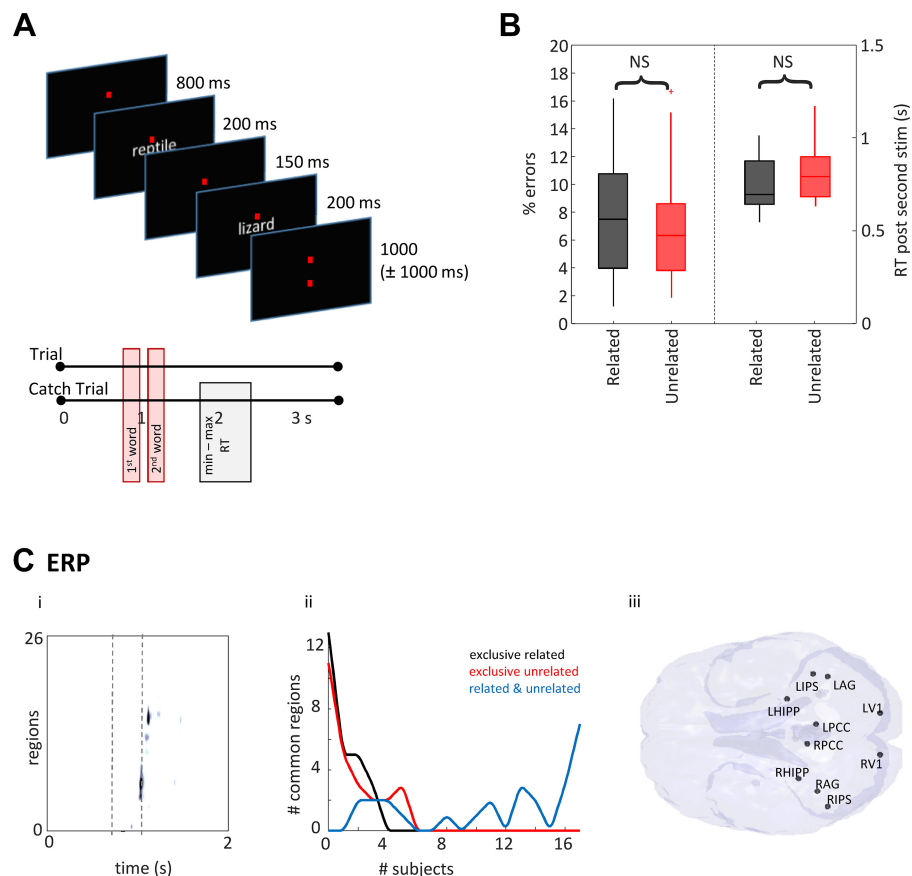 A
800 ms
reptile
200 ms
150 ms
lizard
200 ms
1000
(± 1000 ms)
Trial
Catch Trial
0
1
2
3 s
1st word
2nd word
min – max
RT
B
20
18
16
14
12
10
8
6
4
2
0
% errors
NS
NS
1.5
1
0.5
0
RT post second stim (s)
Related
Unrelated
Related
Unrelated
C ERP
i
26
regions
0
0
2
time (s)
ii
12
8
4
0
# common regions
exclusive related
exclusive unrelated
related & unrelated
0
4
8
12
16
# subjects
iii
LIPS
LAG
LHIPP
LV1
LPCC
RPCC
RV1
RHIPP
RAG
RIPS